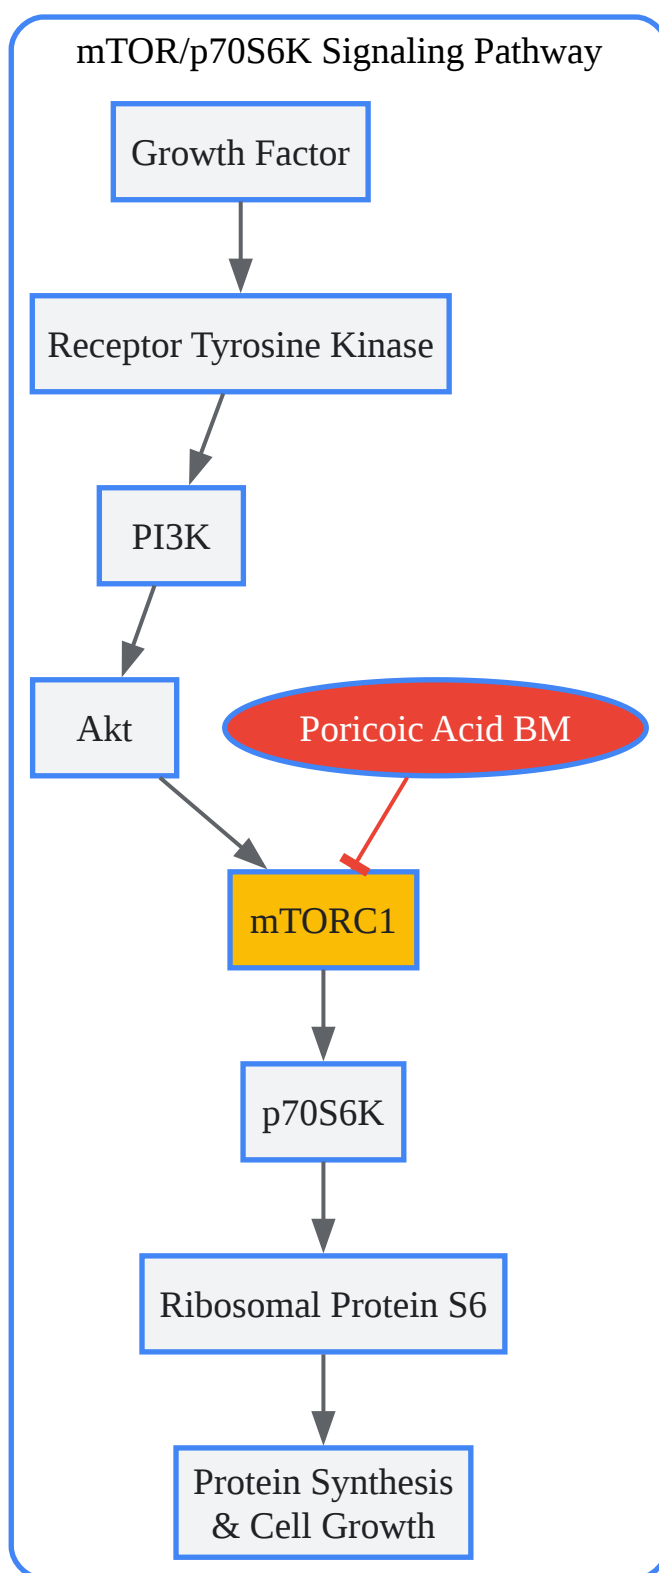 mTOR/p70S6K Signaling Pathway
Growth Factor
Receptor Tyrosine Kinase
PI3K
Akt
Poricoic Acid BM
mTORC1
p70S6K
Ribosomal Protein S6
Protein Synthesis
& Cell Growth